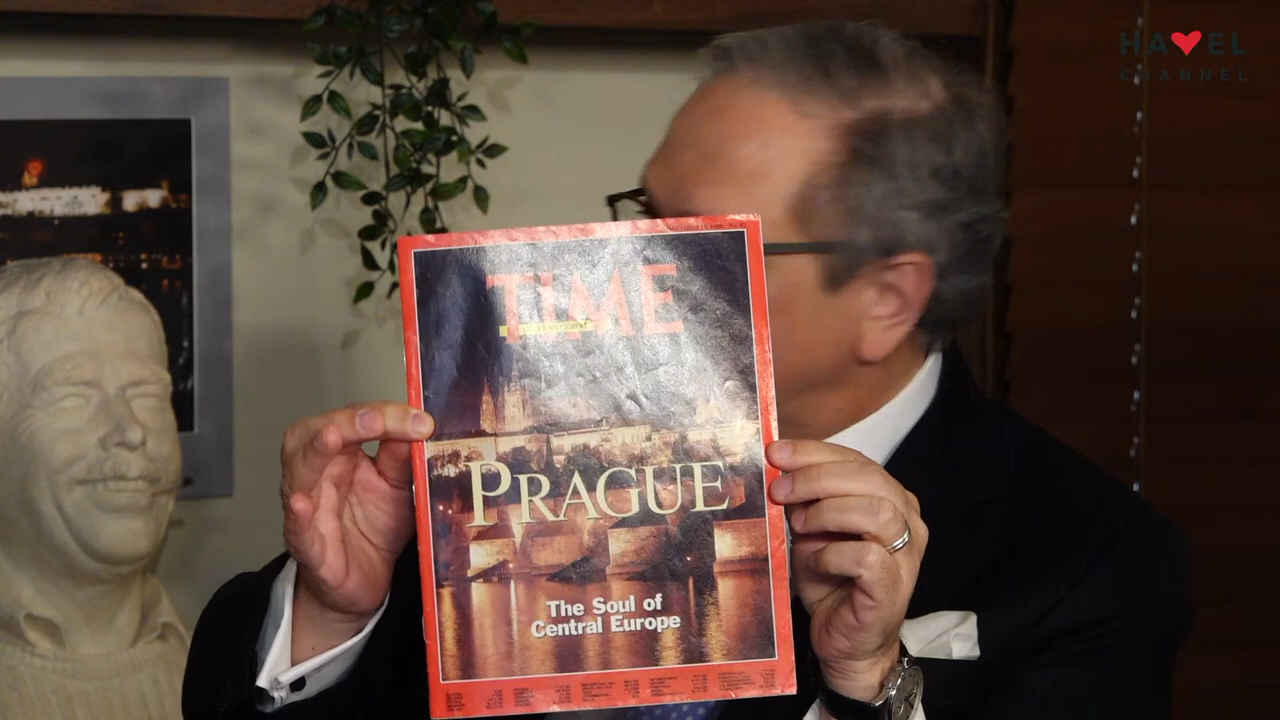 HAVEL
CHANNEL
TIME
INTERNATIONAL
PRAGUE
The Soul of
Central Europe